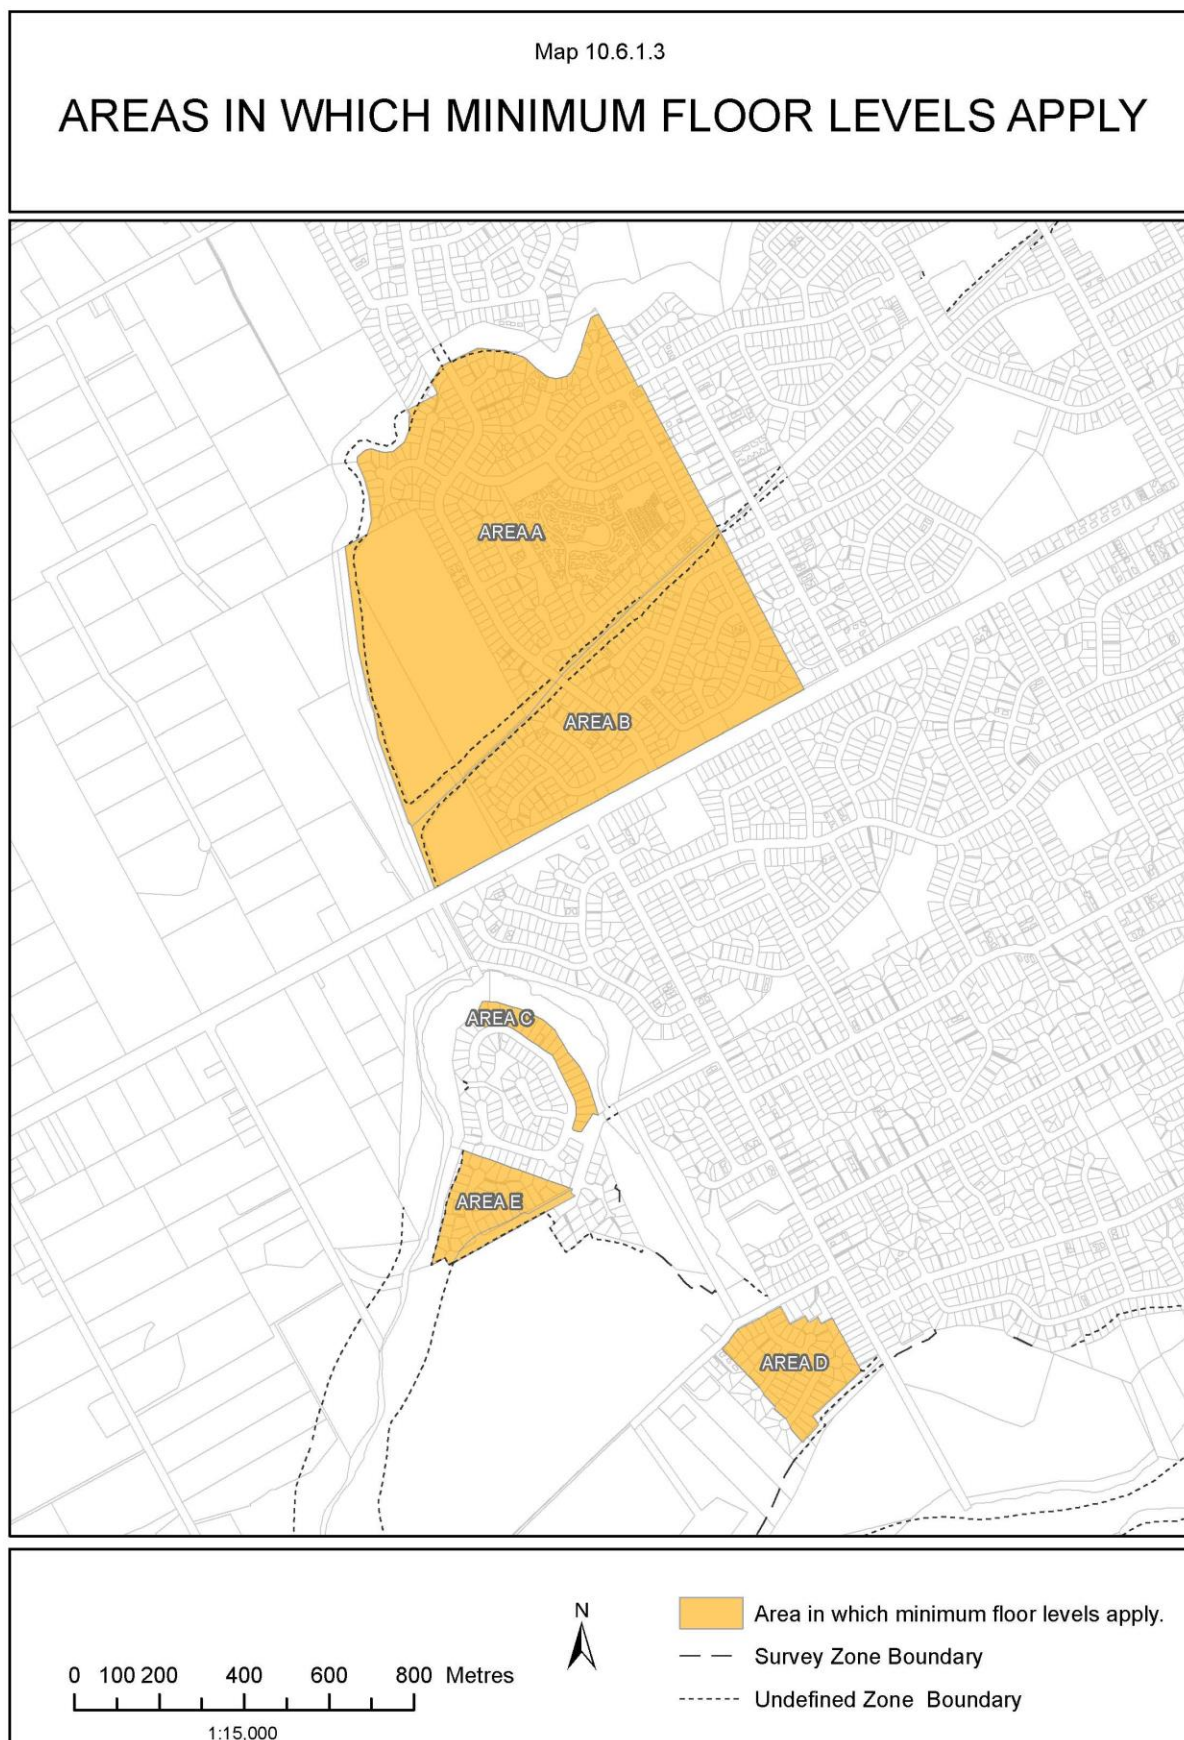 Map 10.6.1.3
AREAS IN WHICH MINIMUM FLOOR LEVELS APPLY
AREA A
AREA B
AREA C
AREA E
AREA D
N
0 100 200 400 600 800 Metres
1:15,000
Area in which minimum floor levels apply.
Survey Zone Boundary
Undefined Zone Boundary